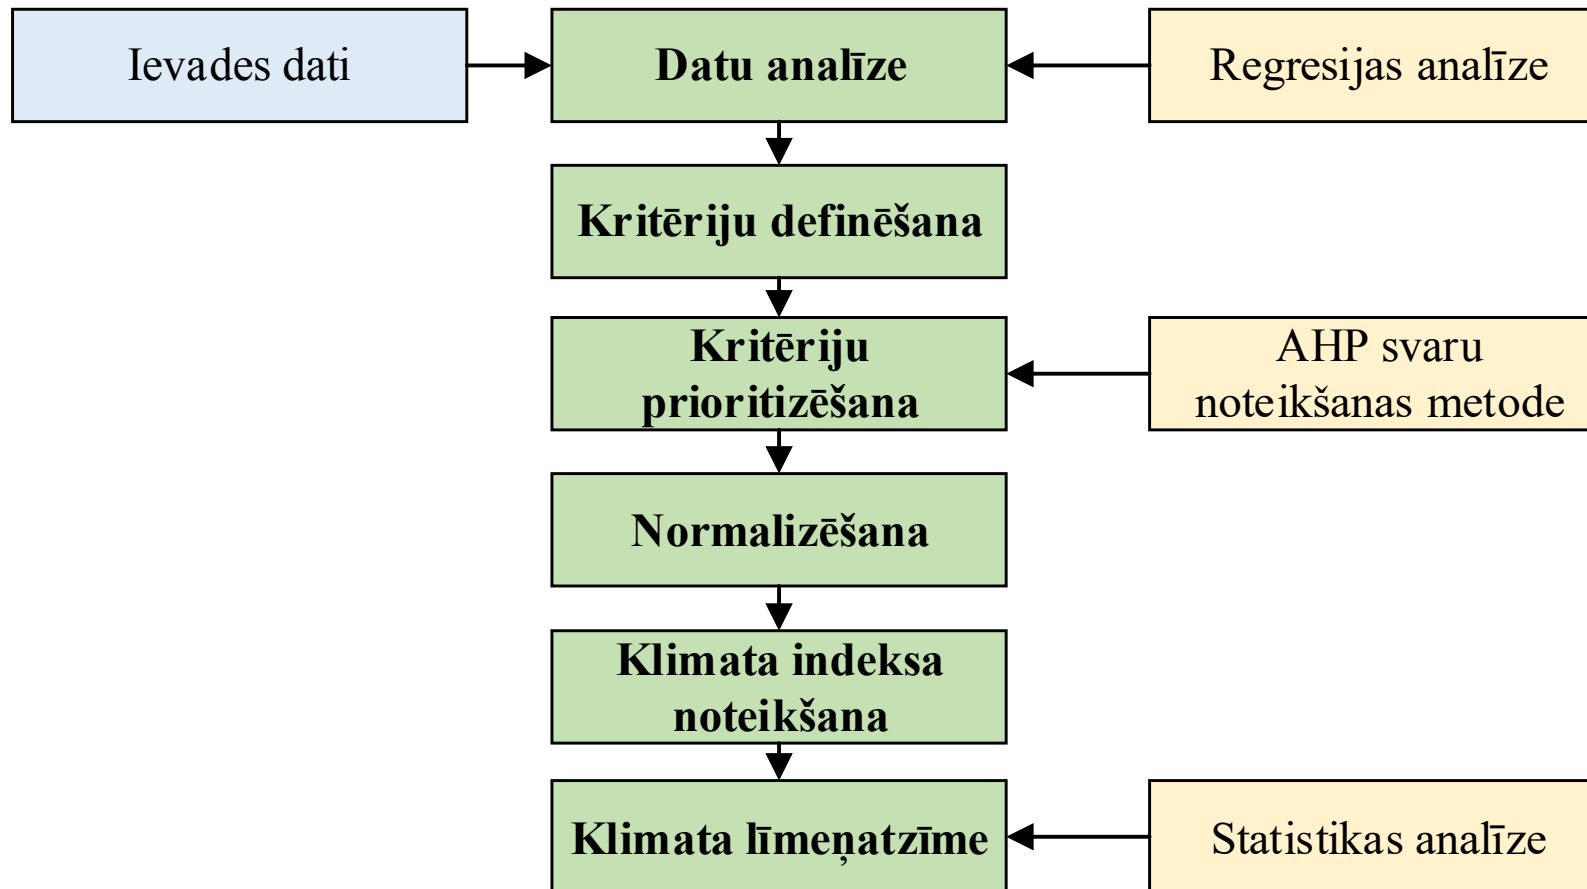 Ievades dati
Datu analīze
Regresijas analīze
Kritēriju definēšana
Kritēriju
prioritizēšana
AHP svaru
noteikšanas metode
Normalizēšana
Klimata indeksa
noteikšana
Klimata līmeņatzīme
Statistikas analīze